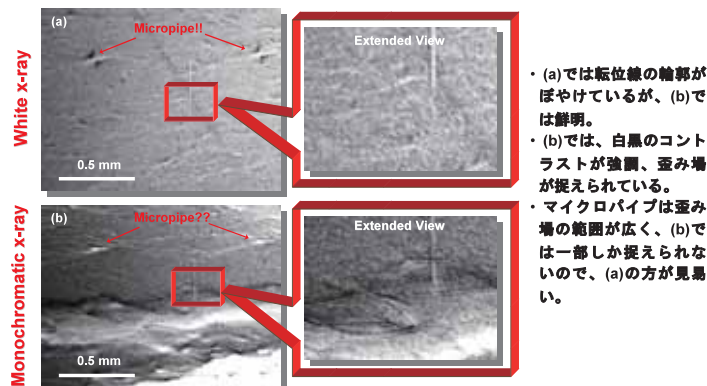 White x-ray
(a)
Micropipe!!
0.5 mm
Extended View
Monochromatic x-ray
(b)
Micropipe??
0.5 mm
Extended View
・(a)では転位線の輪郭が
ぼやけているが、(b)で
は鮮明。
・(b)では、白黒のコント
ラストが強調、歪み場
が捉えられている。
・マイクロパイプは歪み
場の範囲が広く、(b)で
は一部しか捉えられな
いので、(a)の方が見易
い。